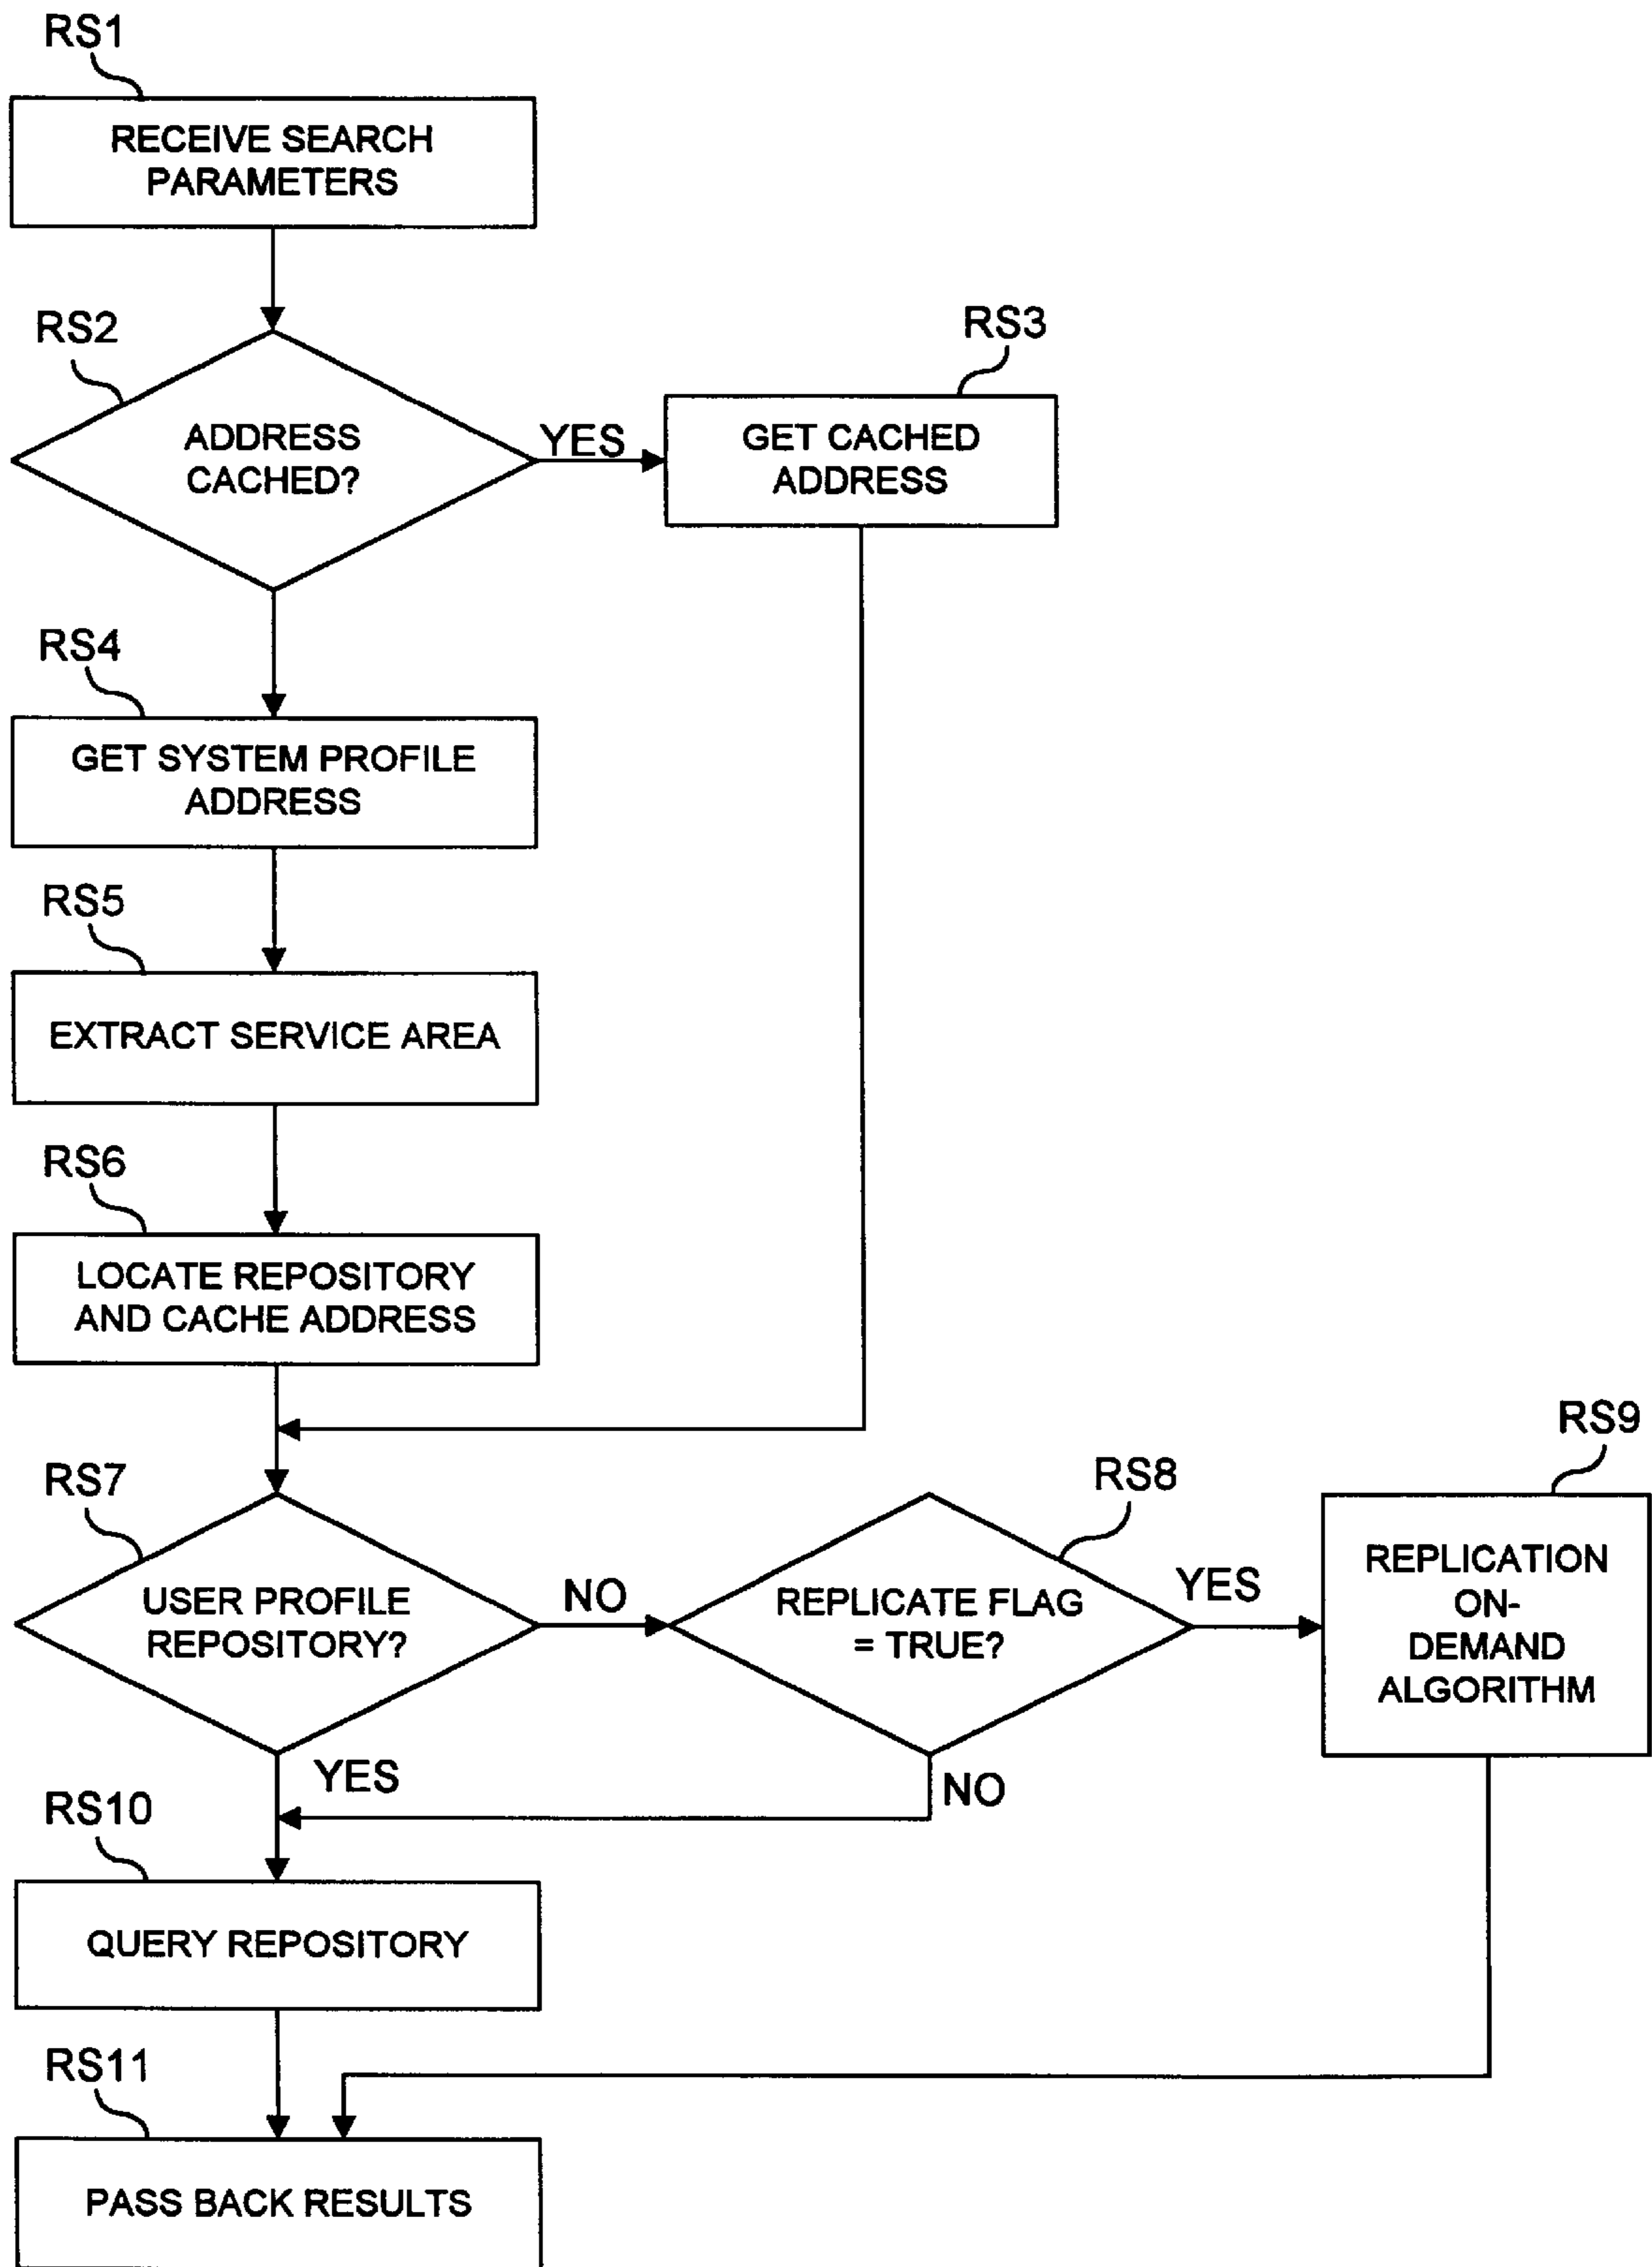 RS1
RECEIVE SEARCH
PARAMETERS
RS2
ADDRESS
CACHED?
YES
RS3
GET CACHED
ADDRESS
RS4
GET SYSTEM PROFILE
ADDRESS
RS5
EXTRACT SERVICE AREA
RS6
LOCATE REPOSITORY
AND CACHE ADDRESS
RS7
USER PROFILE
REPOSITORY?
NO
YES
RS8
REPLICATE FLAG
= TRUE?
YES
NO
RS9
REPLICATION
ON-
DEMAND
ALGORITHM
RS10
QUERY REPOSITORY
RS11
PASS BACK RESULTS